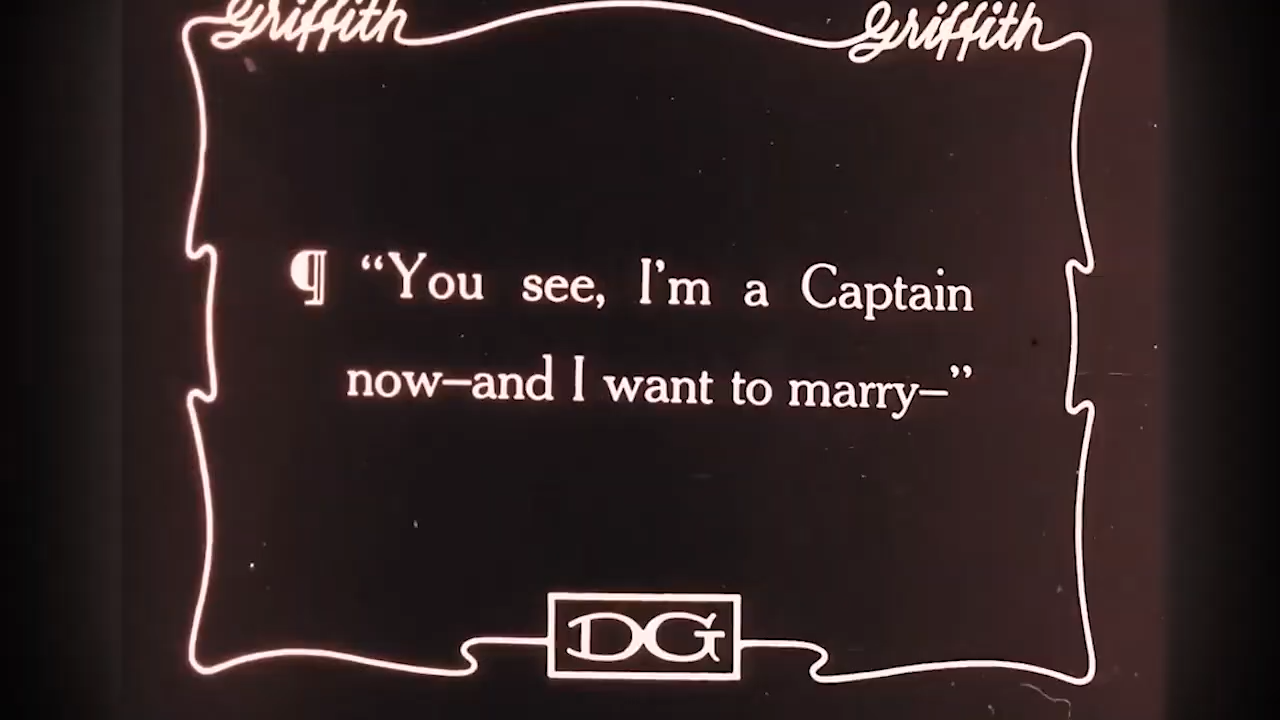 Griffith Griffith
¶ “You see, I’m a Captain
now–and I want to marry–”
DG